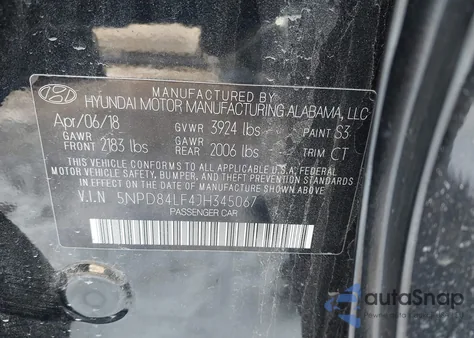 MANUFACTURED BY
HYUNDAI MOTOR MANUFACTURING ALABAMA, LLC
Apr/06/18 GVWR 3924 lbs PAINT S3
GAWR GAWR
FRONT 2183 lbs REAR 2006 lbs TRIM CT
THIS VEHICLE CONFORMS TO ALL APPLICABLE U.S.A. FEDERAL
MOTOR VEHICLE SAFETY, BUMPER, AND THEFT PREVENTION
STANDARDS IN EFFECT ON THE DATE OF MANUFACTURE SHOWN ABOVE
V.I.N 5NPD84LF4JH345067
PASSENGER CAR
autoSnap